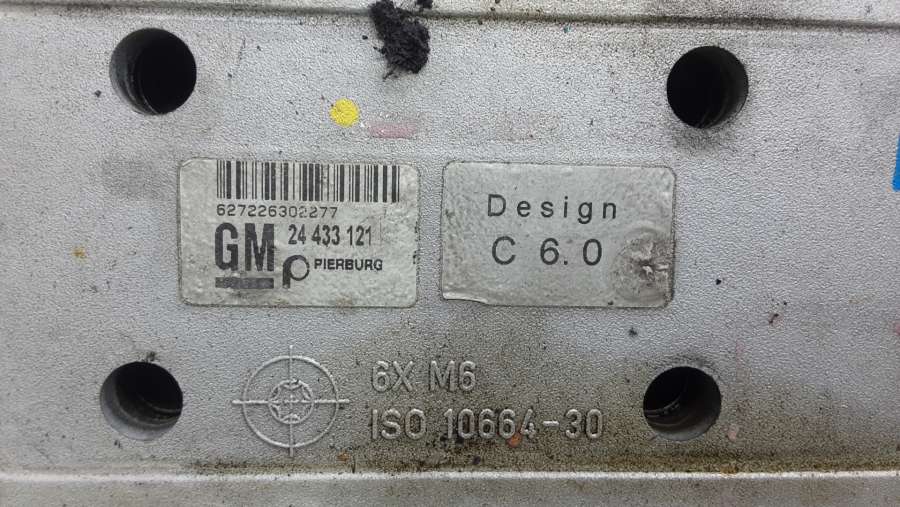 627226302277
GM 24 433 121
PIERBURG
Design
C 6.0
6X M6
ISO 10664-30